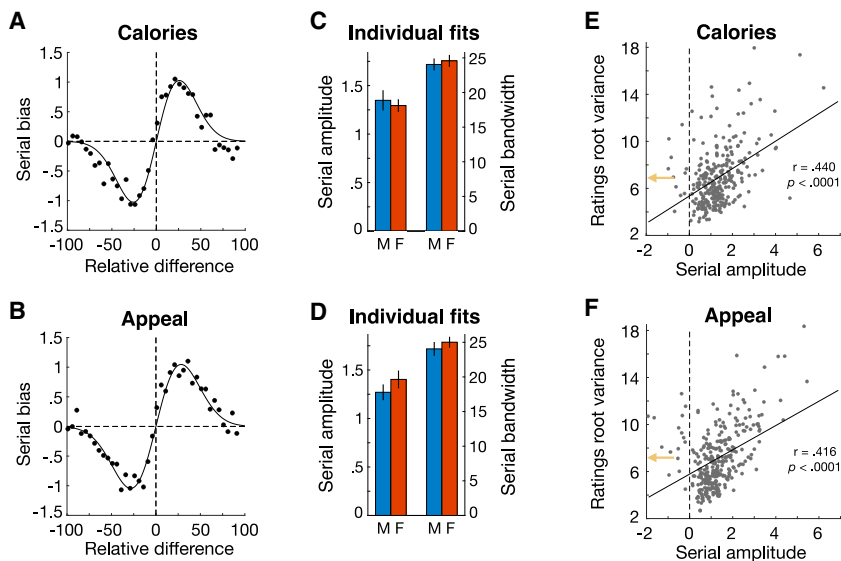 A
Calories
Serial bias
1.5
1
.5
0
-.5
-1
-1.5
-100
-50
0
50
100
Relative difference
C
Individual fits
Serial amplitude
1.5
1
.5
0
25
20
15
10
5
0
Serial bandwidth
M F
M F
E
Calories
Ratings root variance
18
14
10
8
6
4
2
r = .440
p < .0001
-2
0
2
4
6
Serial amplitude
B
Appeal
Serial bias
1.5
1
.5
0
-.5
-1
-1.5
-100
-50
0
50
100
Relative difference
D
Individual fits
Serial amplitude
1.5
1
.5
0
25
20
15
10
5
0
Serial bandwidth
M F
M F
F
Appeal
Ratings root variance
18
14
10
8
6
4
2
r = .416
p < .0001
-2
0
2
4
6
Serial amplitude